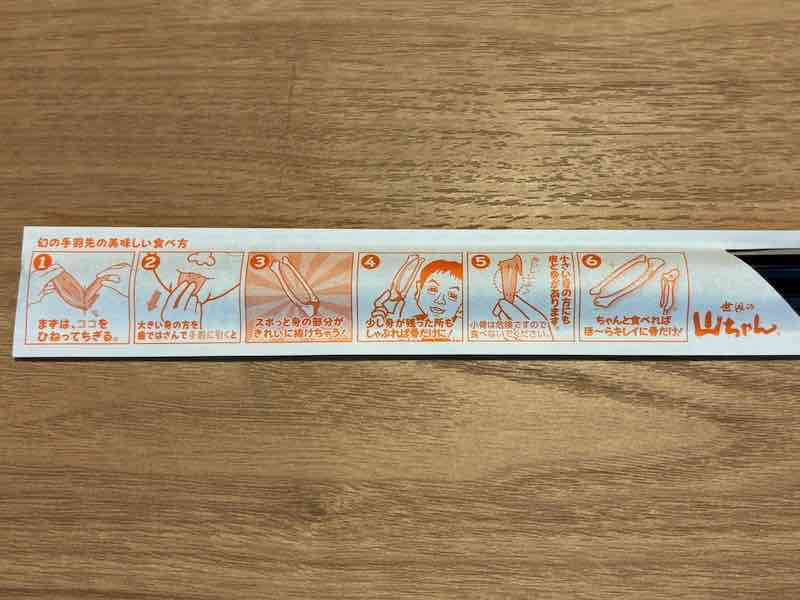 幻の手羽先の美味しい食べ方
1
まずは、ココを
ひねってちぎる。
2
大きい身の方を
歯ではさんで手前に引くと
3
スポっと身の部分が
きれいに抜けちゃう!
4
少し身が残った所も
しゃぶれば骨だけに!
5
小さい身の方にも
皮と身があります。
小骨は危険ですので
食べないでください。
6
ちゃんと食べれば
ほ〜らキレイに骨だけ!
世界の
山ちゃん